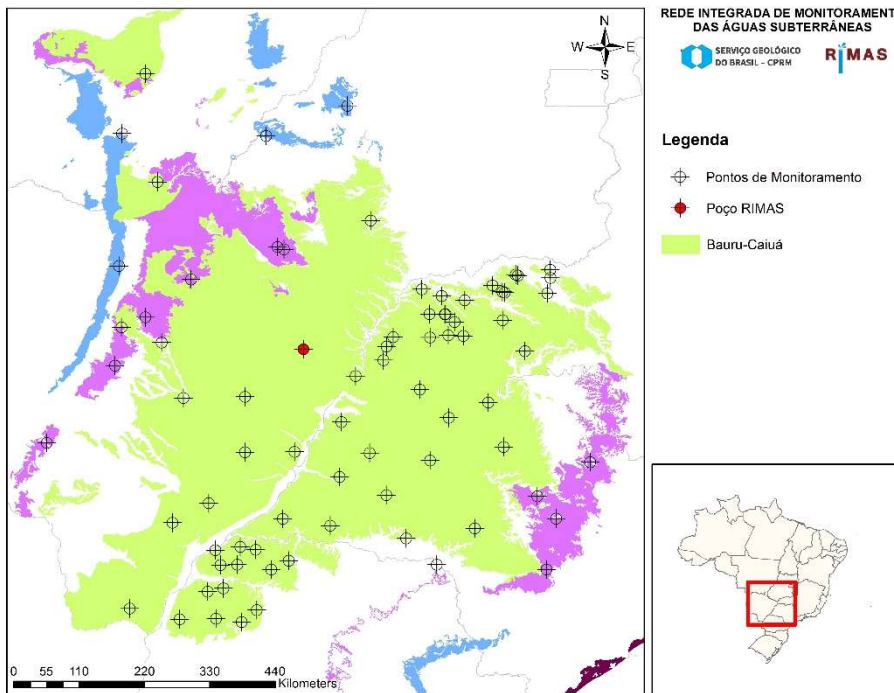 REDE INTEGRADA DE MONITORAMENT
DAS ÁGUAS SUBTERRÂNEAS
SERVIÇO GEOLÓGICO
DO BRASIL – CPRM
RIMAS
N
W E
S
Legenda
Pontos de Monitoramento
Poço RIMAS
Bauru-Caiuá
0 55 110 220 330 440
Kilometers